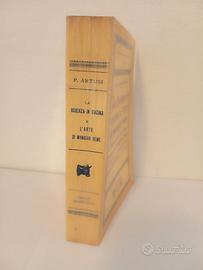 P. ARTUSI
LA
SCIENZA IN CUCINA
E
L'ARTE
DI MANGIAR BENE
subito